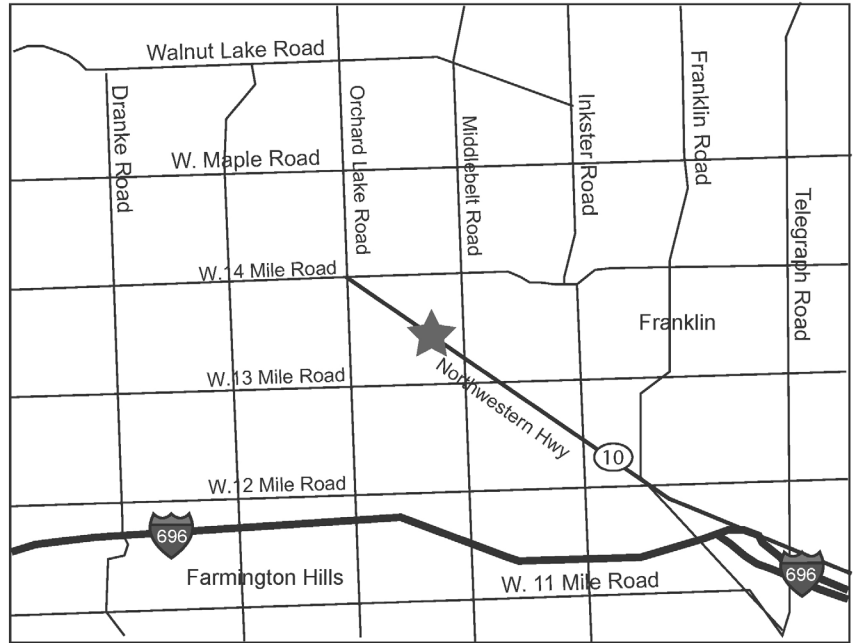 Walnut Lake Road
Dranke Road
Orchard Lake Road
Middlebelt Road
Inkster Road
Franklin Road
W. Maple Road
Telegraph Road
W.14 Mile Road
Franklin
W.13 Mile Road
Northwestern Hwy
10
W.12 Mile Road
696
Farmington Hills
W. 11 Mile Road
696